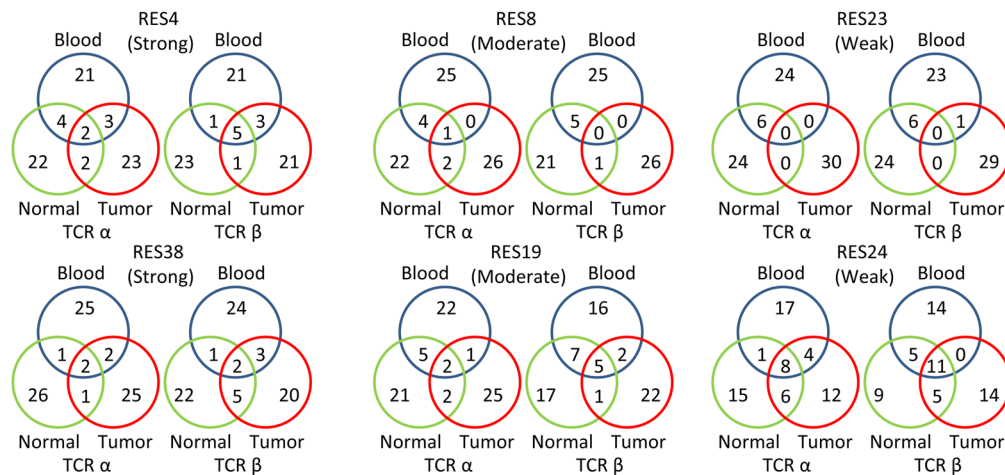 RES4
(Strong)
Blood
Blood
21
4
3
2
22
2
23
21
1
3
5
23
1
21
Normal Tumor
TCR α
Normal Tumor
TCR β
RES8
(Moderate)
Blood
Blood
25
4
0
1
22
2
26
25
5
0
0
21
1
26
Normal Tumor
TCR α
Normal Tumor
TCR β
RES23
(Weak)
Blood
Blood
24
6
0
0
24
0
30
23
6
1
0
24
0
29
Normal Tumor
TCR α
Normal Tumor
TCR β
RES38
(Strong)
Blood
Blood
25
1
2
2
26
1
25
24
1
3
2
22
5
20
Normal Tumor
TCR α
Normal Tumor
TCR β
RES19
(Moderate)
Blood
Blood
22
5
1
2
21
2
25
16
7
2
5
17
1
22
Normal Tumor
TCR α
Normal Tumor
TCR β
RES24
(Weak)
Blood
Blood
17
1
4
8
15
6
12
14
5
0
11
9
5
14
Normal Tumor
TCR α
Normal Tumor
TCR β